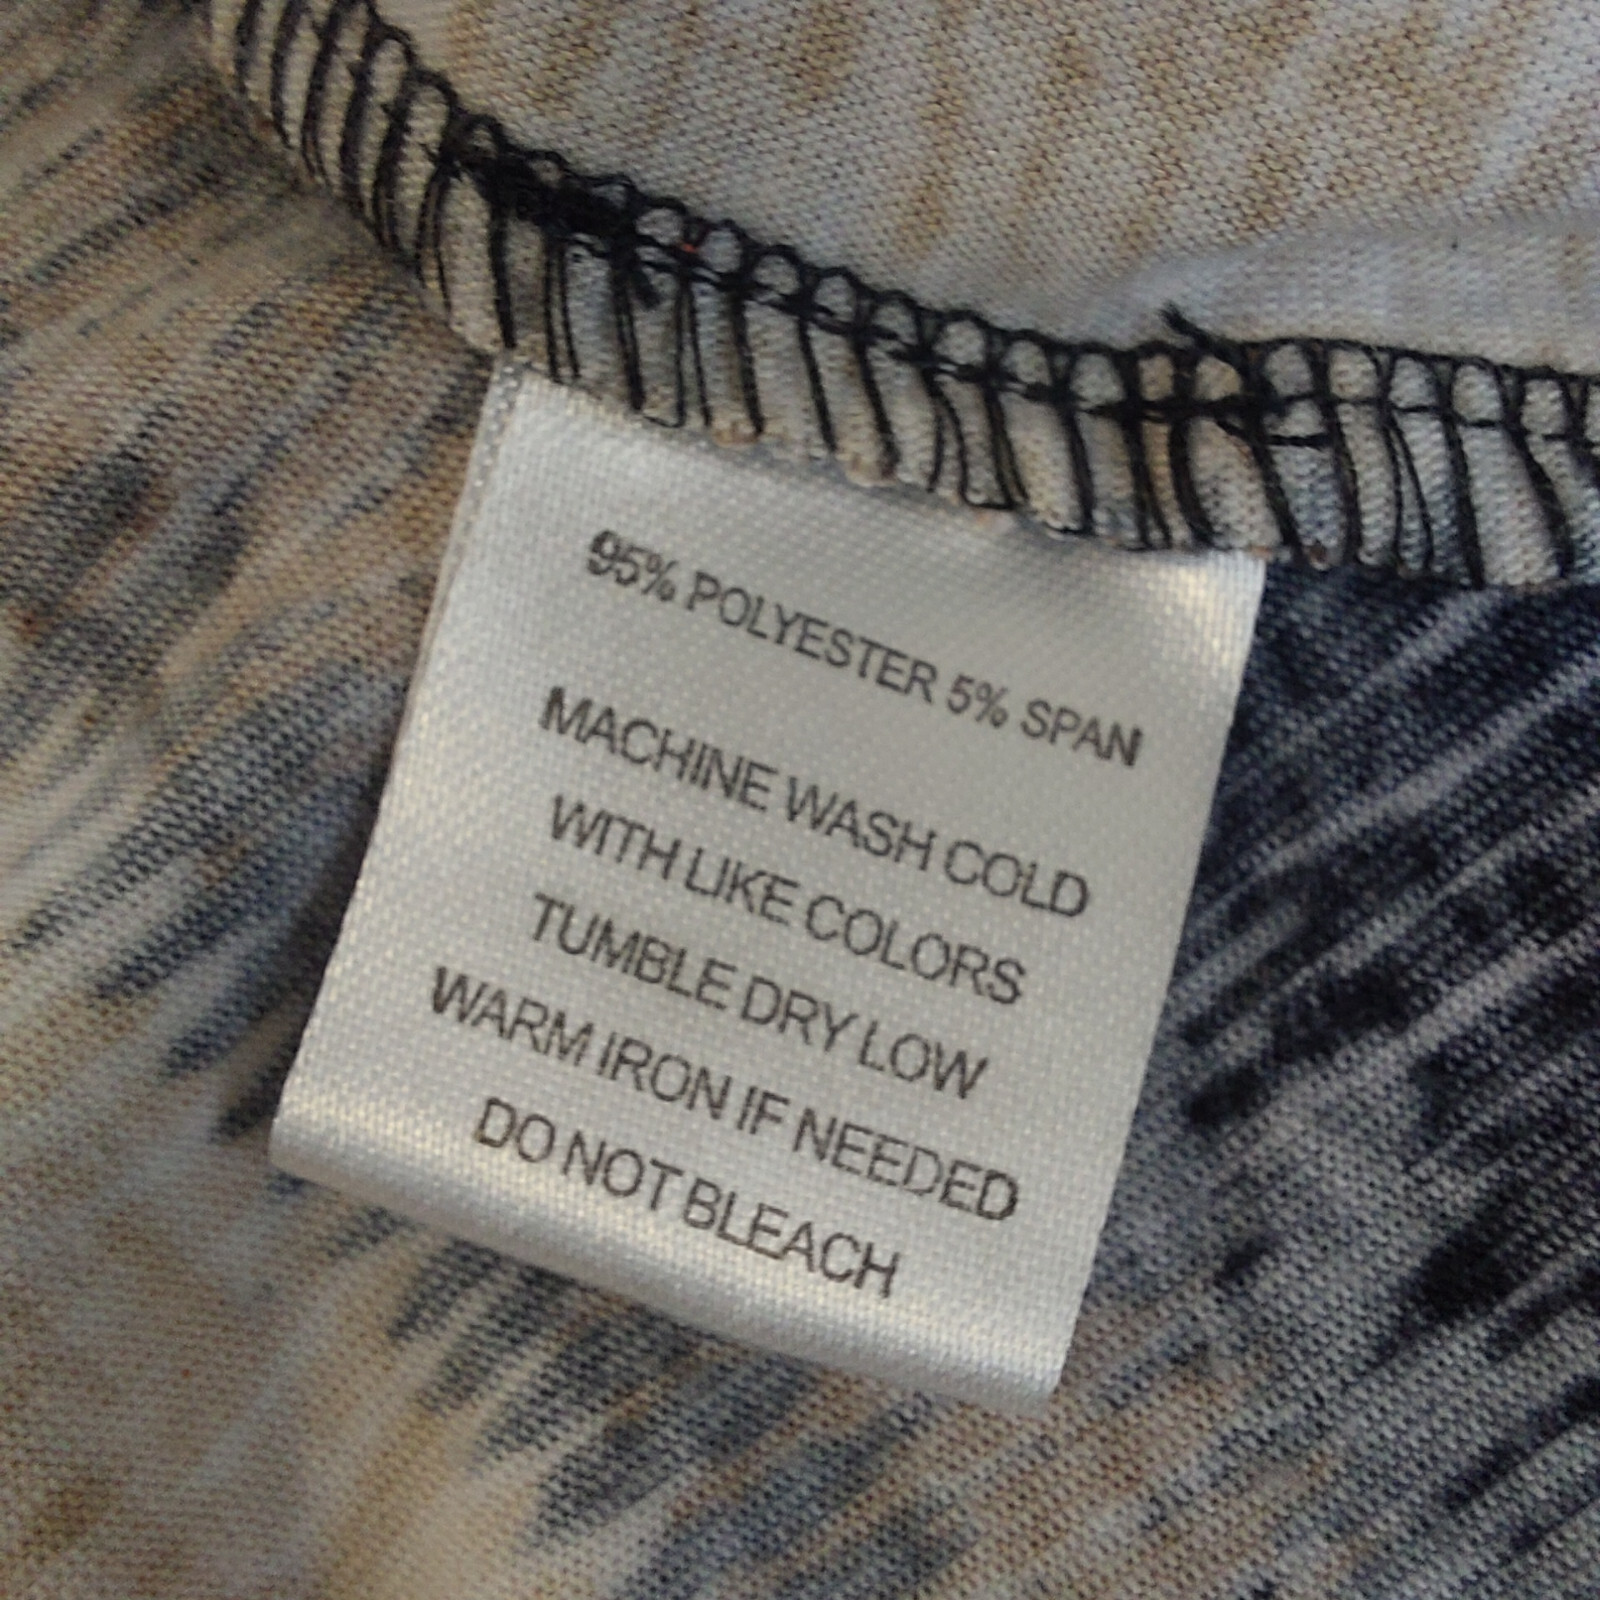 95% POLYESTER 5% SPAN
MACHINE WASH COLD
WITH LIKE COLORS
TUMBLE DRY LOW
WARM IRON IF NEEDED
DO NOT BLEACH